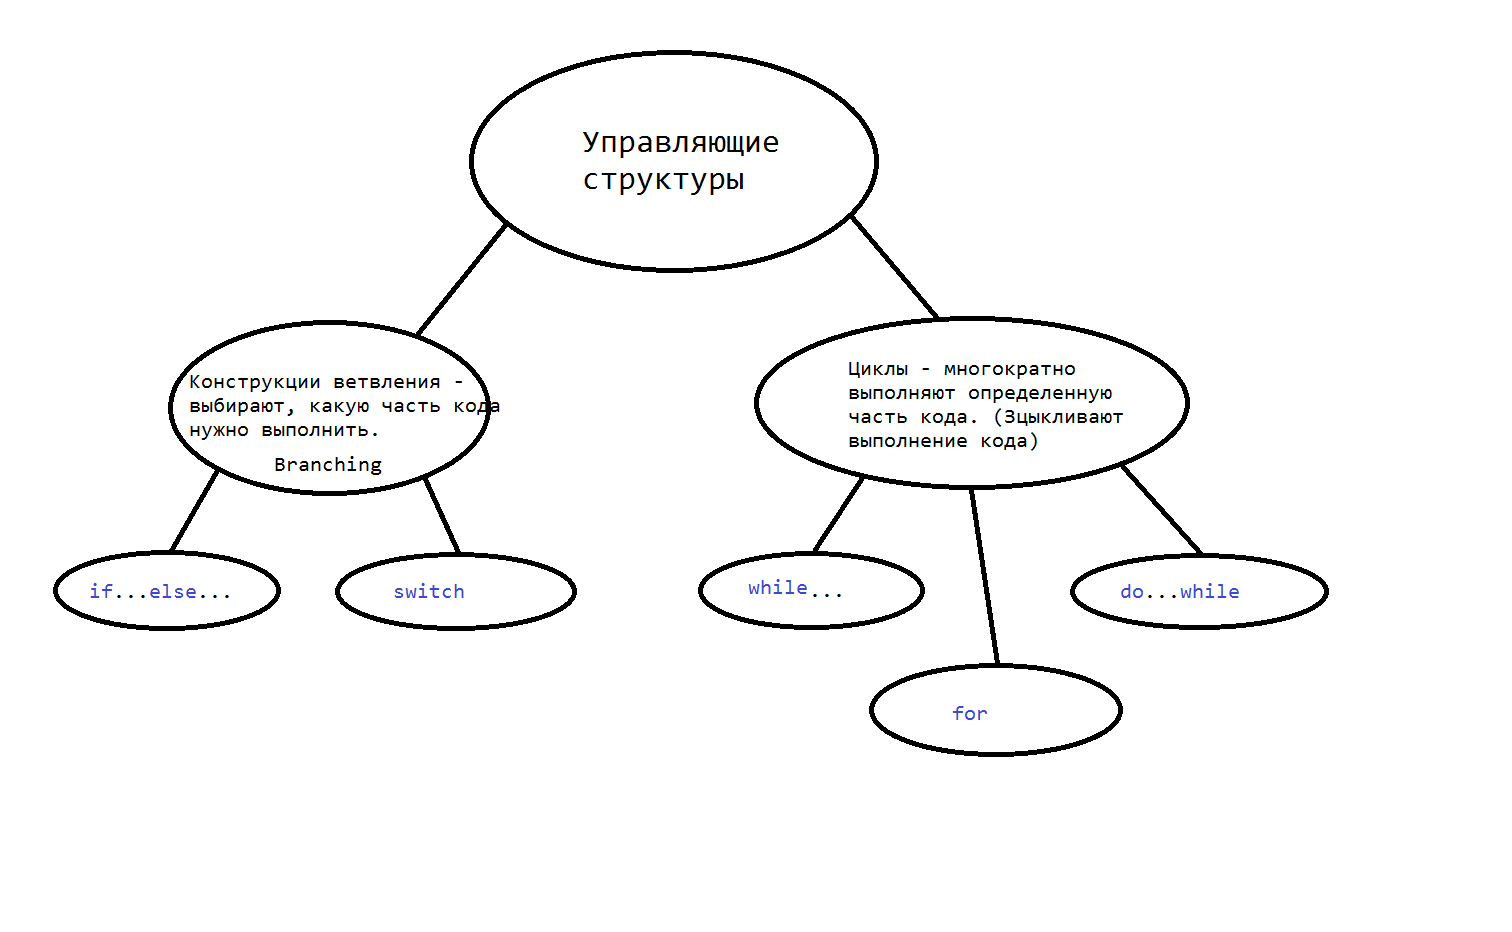 Управляющие
структуры
Конструкции ветвления -
выбирают, какую часть кода
нужно выполнить.
Branching
Циклы - многократно
выполняют определенную
часть кода. (Зцыкливают
выполнение кода)
if...else...
switch
while...
do...while
for